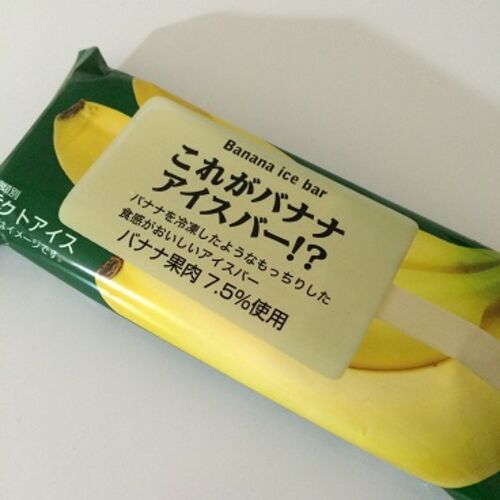 Banana ice bar
これがバナナ
アイスバー!?
バナナを冷凍したようなもっちりした
食感がおいしいアイスバー
バナナ果肉 7.5%使用
類別
クトアイス
イメージです。